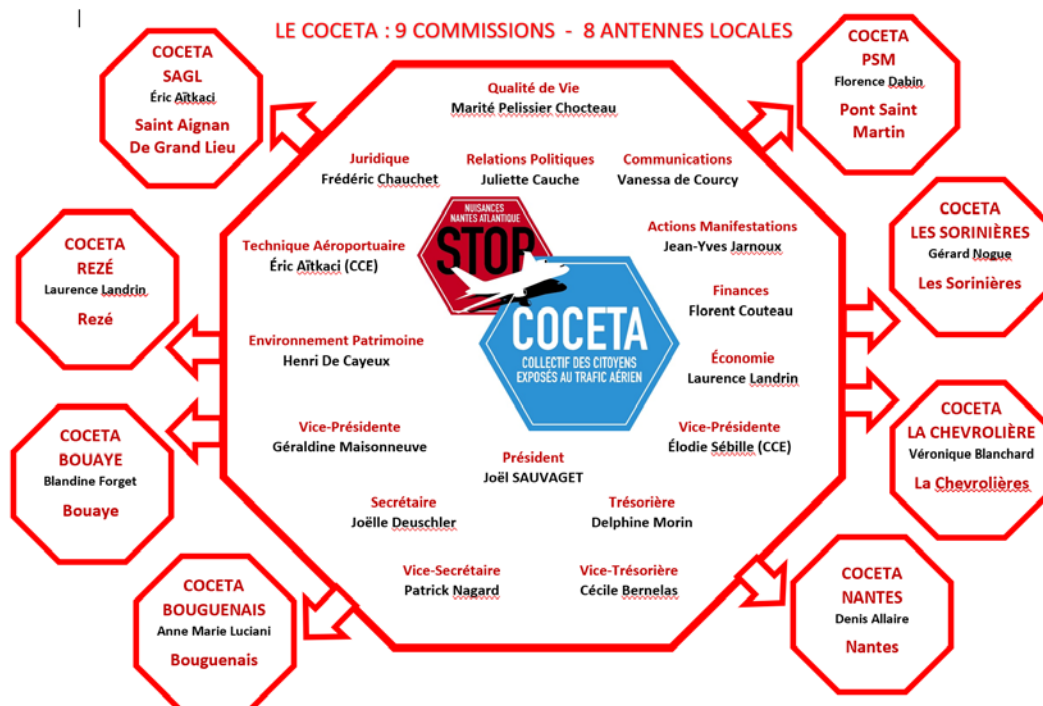 LE COCETA : 9 COMMISSIONS - 8 ANTENNES LOCALES
COCETA
SAGL
Éric Aïtkaci
Saint Aignan
De Grand Lieu
COCETA
PSM
Florence Dabin
Pont Saint
Martin
Qualité de Vie
Marité Pelissier Chocteau
Juridique
Frédéric Chauchet
Relations Politiques
Juliette Cauche
Communications
Vanessa de Courcy
COCETA
REZÉ
Laurence Landrin
Rezé
Technique Aéroportuaire
Éric Aïtkaci (CCE)
NUISANCES
NANTES ATLANTIQUE
STOP
COCETA
COLLECTIF DES CITOYENS
EXPOSÉS AU TRAFIC AÉRIEN
Actions Manifestations
Jean-Yves Jarnoux
COCETA
LES SORINIÈRES
Gérard Nogue
Les Sorinières
Finances
Florent Couteau
Environnement Patrimoine
Henri De Cayeux
Économie
Laurence Landrin
COCETA
BOUAYE
Blandine Forget
Bouaye
Vice-Présidente
Géraldine Maisonneuve
Président
Joël SAUVAGET
Vice-Présidente
Élodie Sébille (CCE)
COCETA
LA CHEVROLIÈRE
Véronique Blanchard
La Chevrolières
Secrétaire
Joëlle Deuschler
Trésorière
Delphine Morin
COCETA
BOUGUENAIS
Anne Marie Luciani
Bouguenais
Vice-Secrétaire
Patrick Nagard
Vice-Trésorière
Cécile Bernelas
COCETA
NANTES
Denis Allaire
Nantes